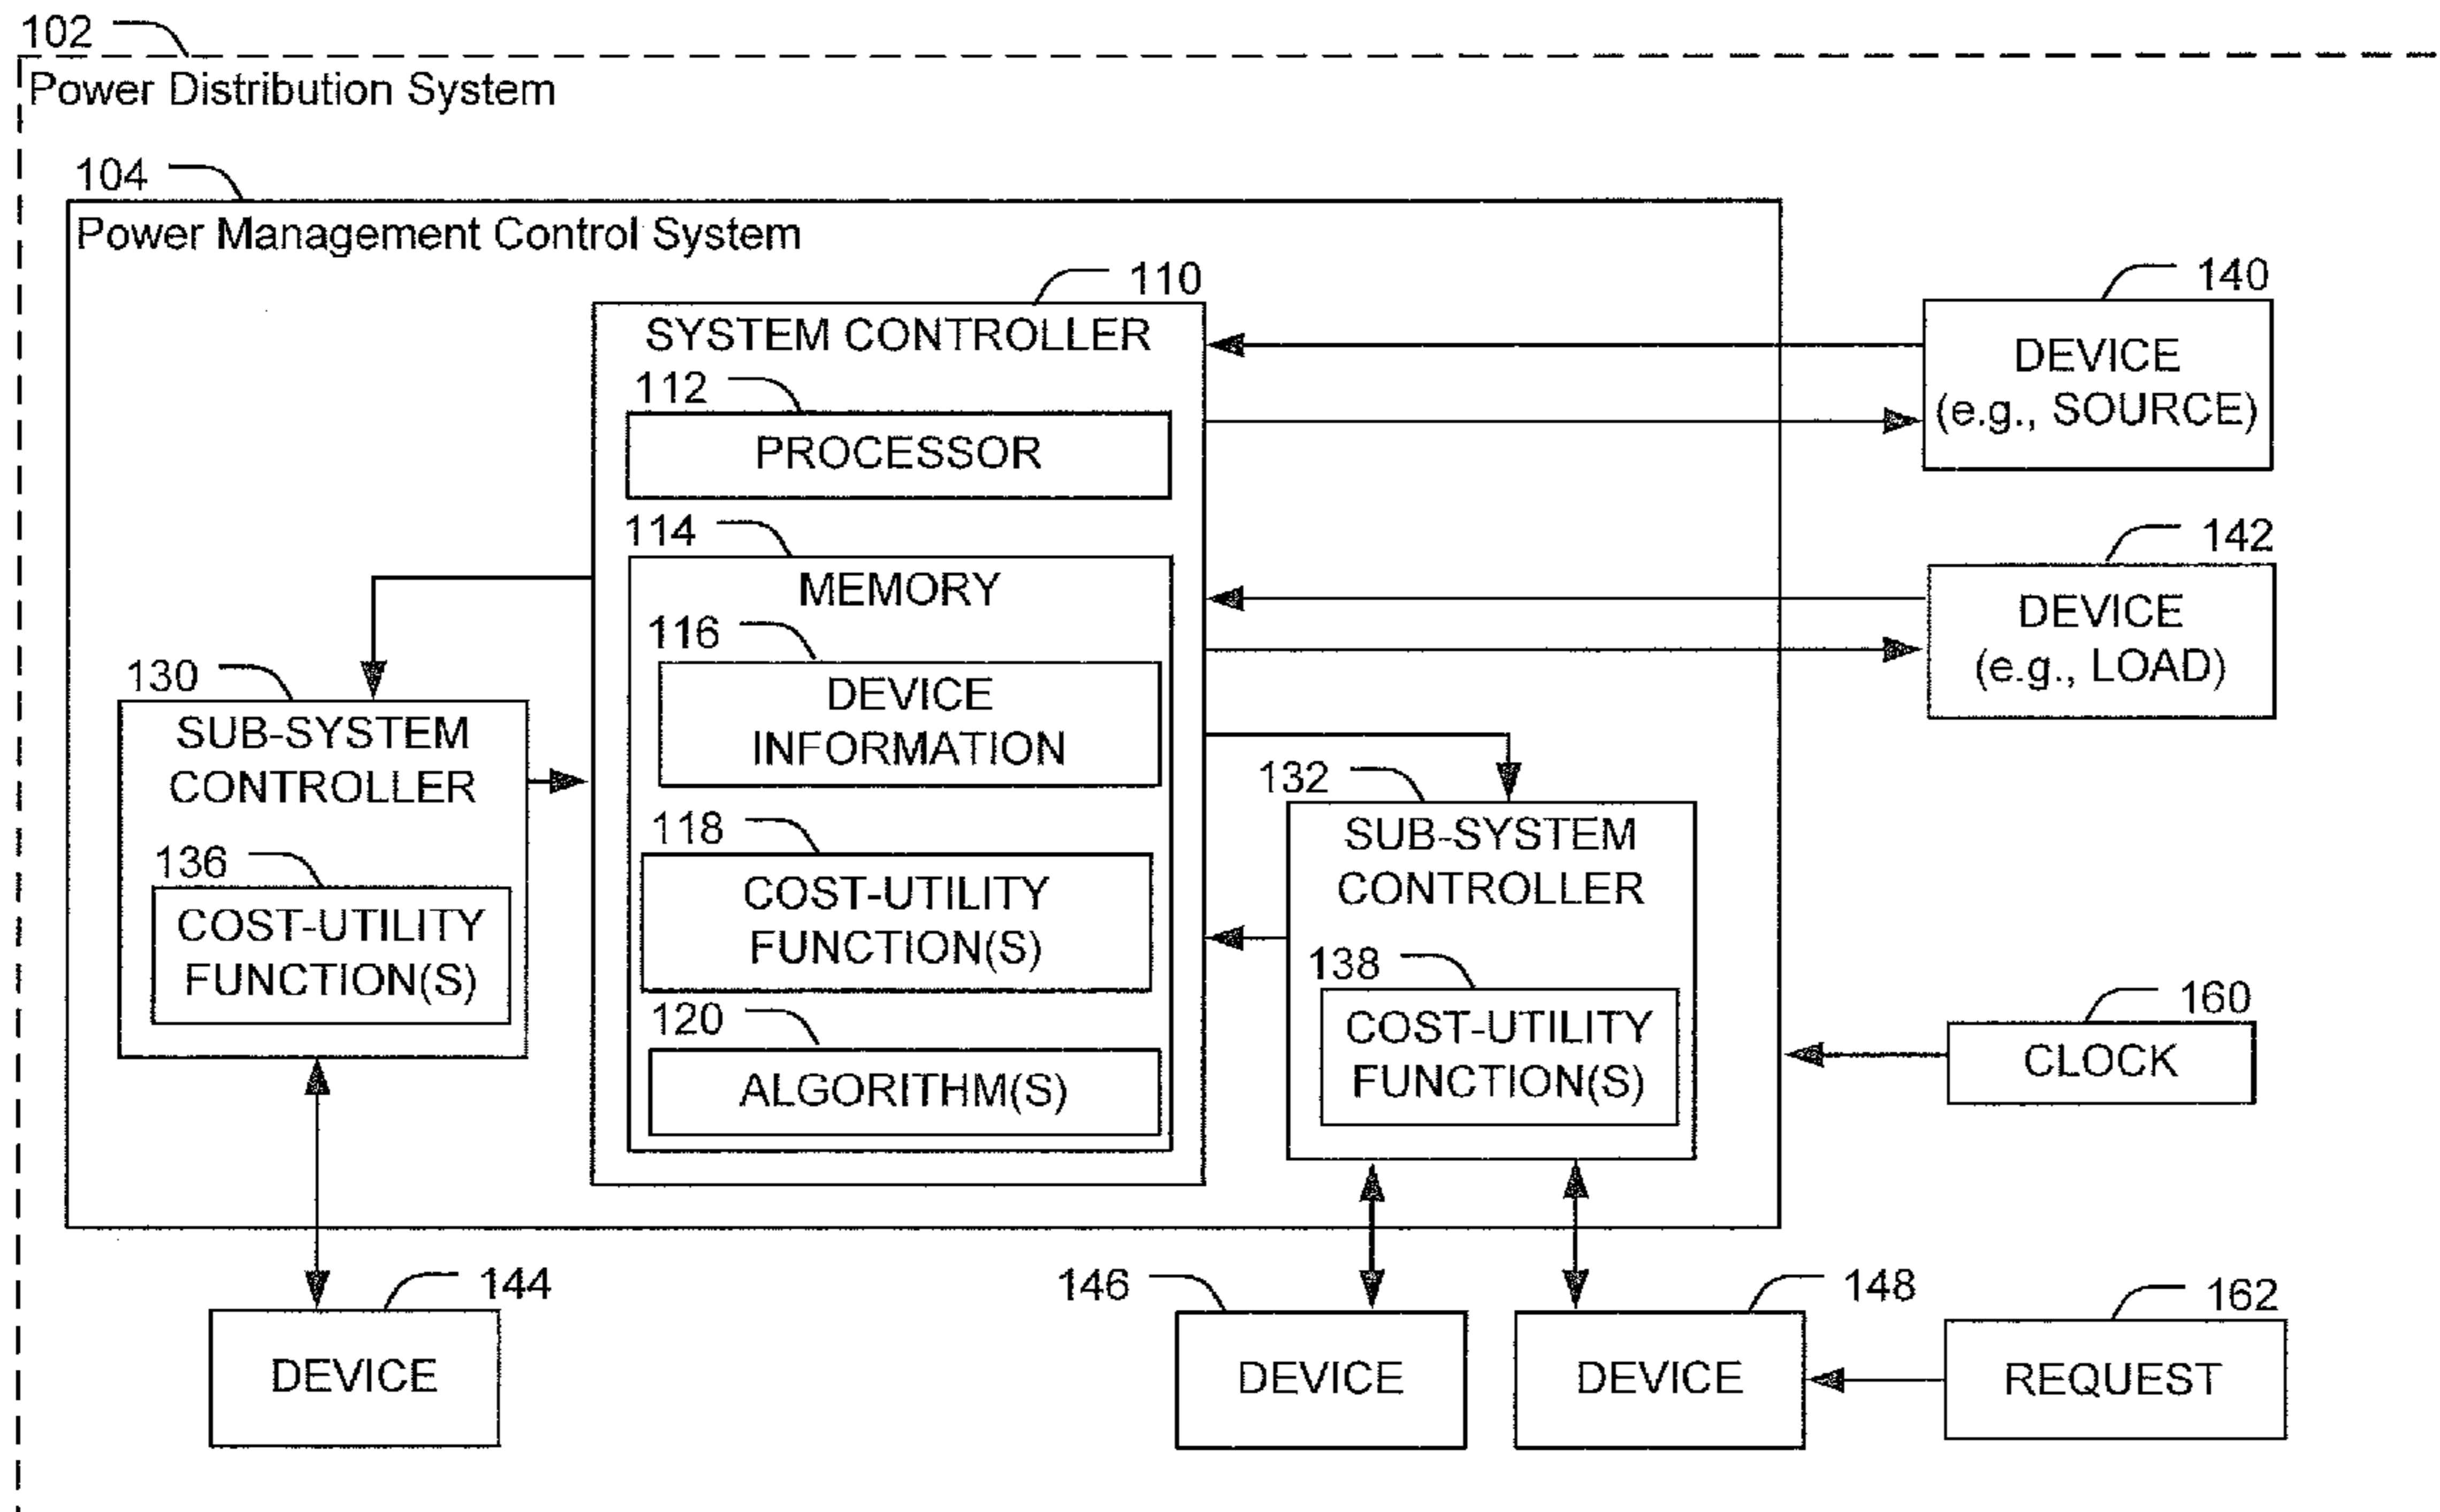 102
Power Distribution System
104
Power Management Control System
110
SYSTEM CONTROLLER
112
PROCESSOR
114
MEMORY
116
DEVICE
INFORMATION
118
COST-UTILITY
FUNCTION(S)
120
ALGORITHM(S)
130
SUB-SYSTEM
CONTROLLER
136
COST-UTILITY
FUNCTION(S)
132
SUB-SYSTEM
CONTROLLER
138
COST-UTILITY
FUNCTION(S)
140
DEVICE
(e.g., SOURCE)
142
DEVICE
(e.g., LOAD)
160
CLOCK
144
DEVICE
146
DEVICE
148
DEVICE
162
REQUEST